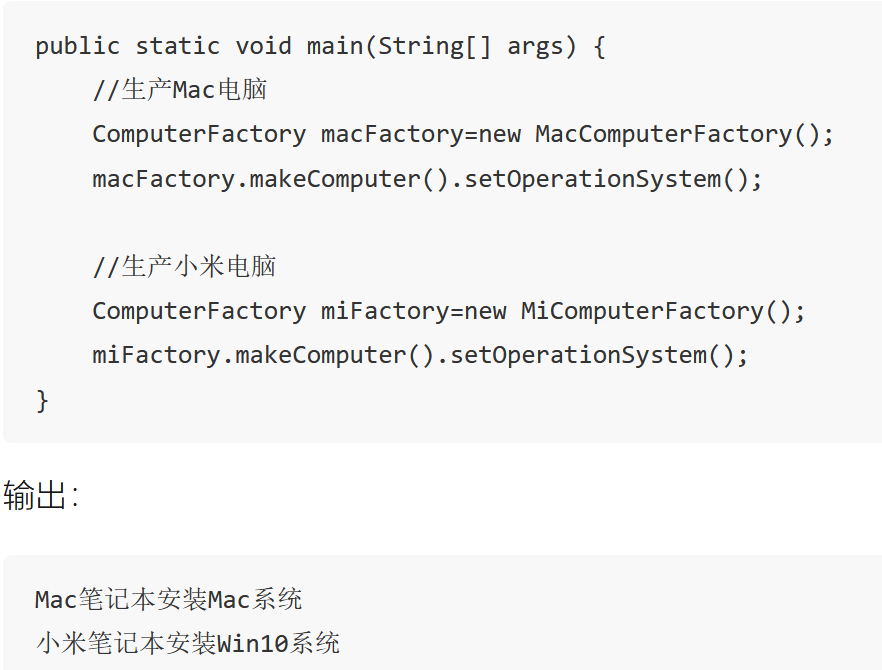 public static void main(String[] args) {
    //生产Mac电脑
    ComputerFactory macFactory=new MacComputerFactory();
    macFactory.makeComputer().setOperationSystem();
    //生产小米电脑
    ComputerFactory miFactory=new MiComputerFactory();
    miFactory.makeComputer().setOperationSystem();
}
输出：
Mac笔记本安装Mac系统
小米笔记本安装Win10系统